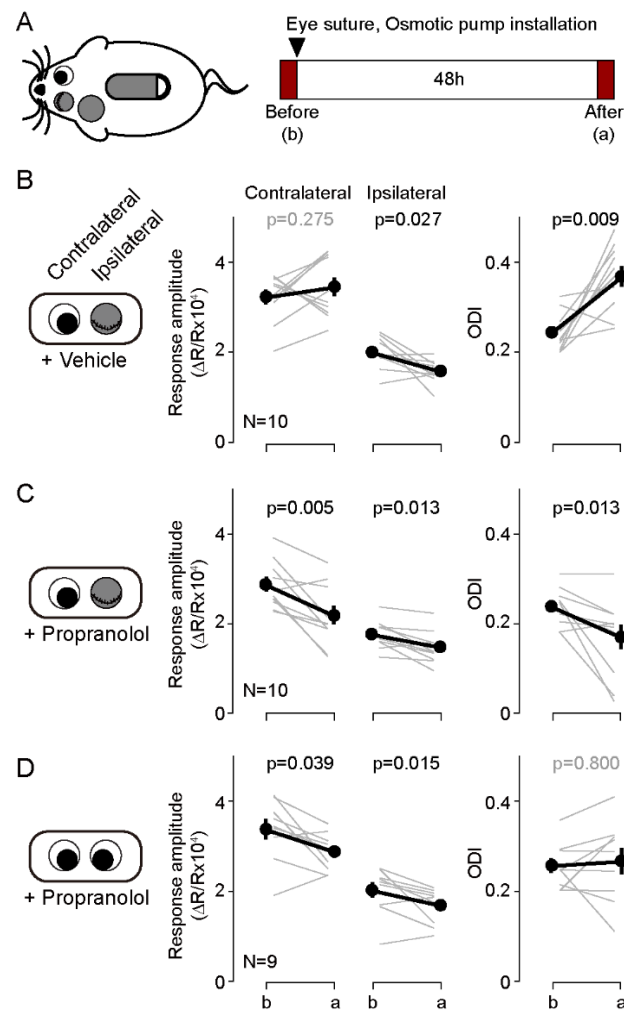 A
Eye suture, Osmotic pump installation
48h
Before
(b)
After
(a)
B
Contralateral
Ipsilateral
+ Vehicle
Contralateral
Ipsilateral
p=0.275
p=0.027
p=0.009
Response amplitude
(ΔR/Rx10⁴)
4
2
0
N=10
ODI
0.4
0.2
0
C
+ Propranolol
p=0.005
p=0.013
p=0.013
Response amplitude
(ΔR/Rx10⁴)
4
2
0
N=10
ODI
0.4
0.2
0
D
+ Propranolol
p=0.039
p=0.015
p=0.800
Response amplitude
(ΔR/Rx10⁴)
4
2
0
N=9
ODI
0.4
0.2
0
b
a
b
a
b
a